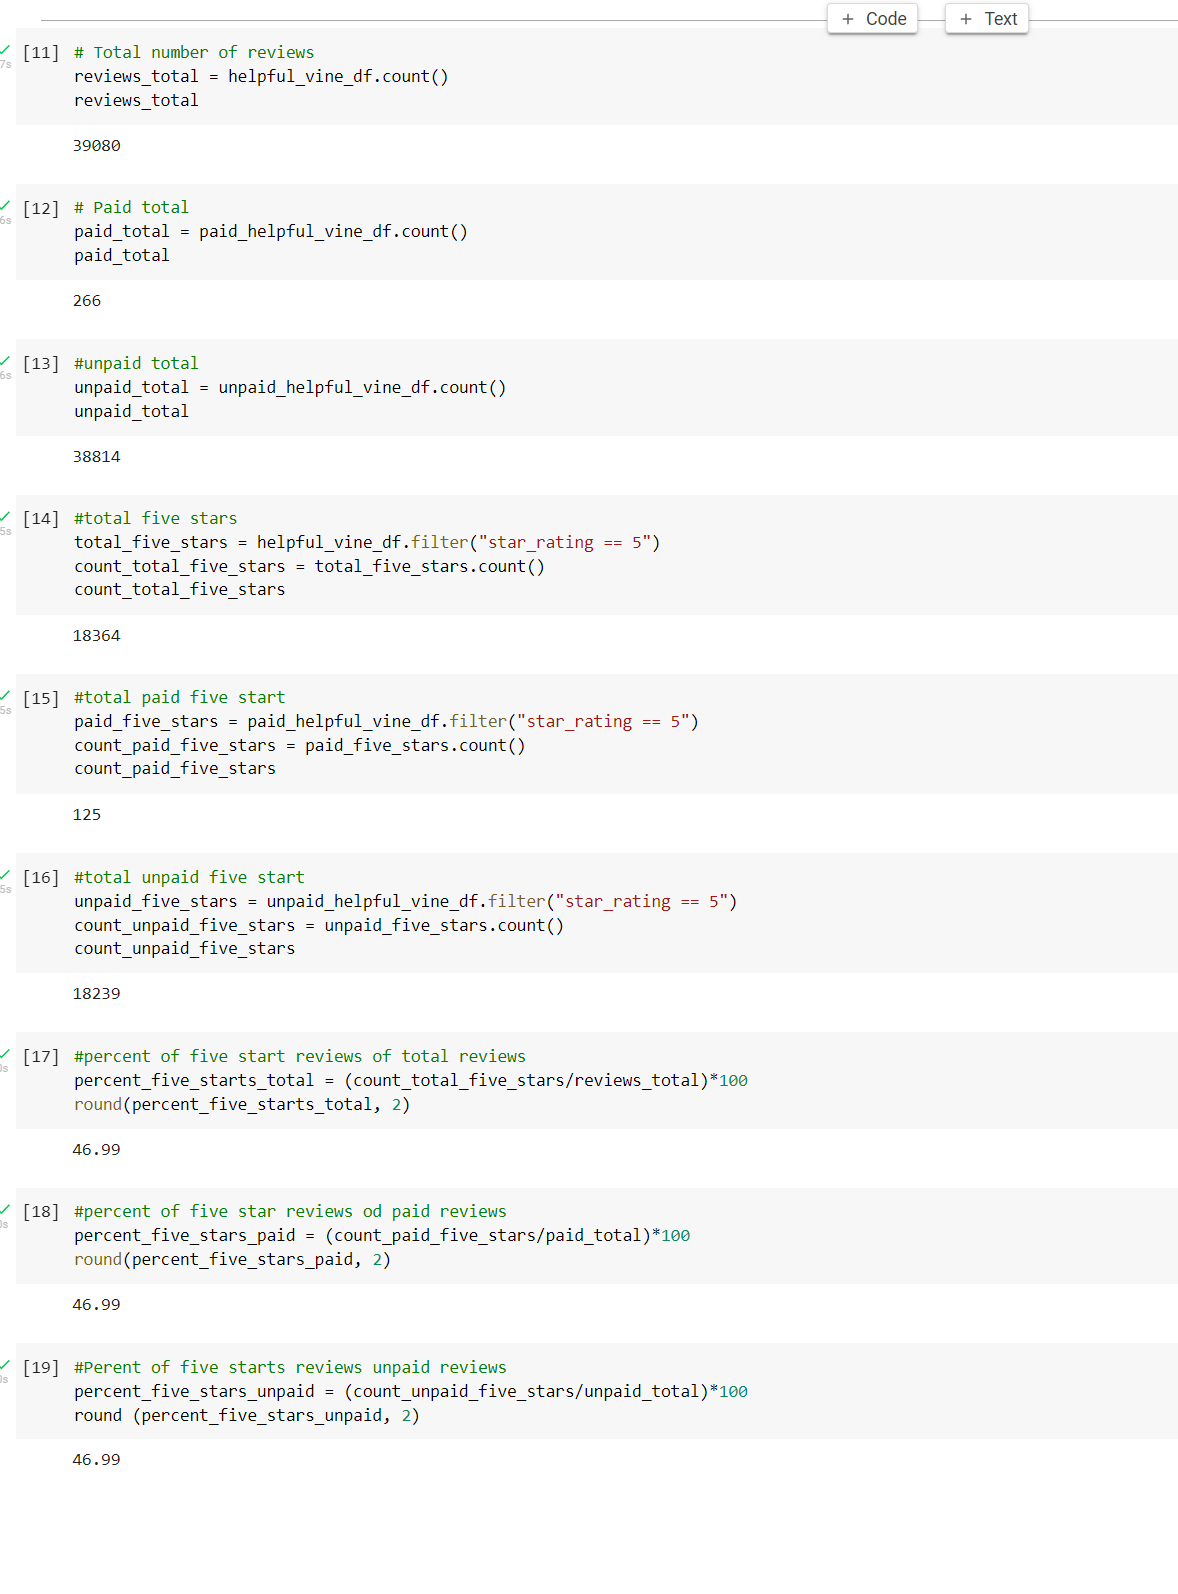 + Code + Text
[11] # Total number of reviews
reviews_total = helpful_vine_df.count()
reviews_total
7s
39080
[12] # Paid total
paid_total = paid_helpful_vine_df.count()
paid_total
6s
266
[13] #unpaid total
unpaid_total = unpaid_helpful_vine_df.count()
unpaid_total
6s
38814
[14] #total five stars
total_five_stars = helpful_vine_df.filter("star_rating == 5")
count_total_five_stars = total_five_stars.count()
count_total_five_stars
5s
18364
[15] #total paid five start
paid_five_stars = paid_helpful_vine_df.filter("star_rating == 5")
count_paid_five_stars = paid_five_stars.count()
count_paid_five_stars
5s
125
[16] #total unpaid five start
unpaid_five_stars = unpaid_helpful_vine_df.filter("star_rating == 5")
count_unpaid_five_stars = unpaid_five_stars.count()
count_unpaid_five_stars
5s
18239
[17] #percent of five start reviews of total reviews
percent_five_starts_total = (count_total_five_stars/reviews_total)*100
round(percent_five_starts_total, 2)
0s
46.99
[18] #percent of five star reviews od paid reviews
percent_five_stars_paid = (count_paid_five_stars/paid_total)*100
round(percent_five_stars_paid, 2)
0s
46.99
[19] #Perent of five starts reviews unpaid reviews
percent_five_stars_unpaid = (count_unpaid_five_stars/unpaid_total)*100
round (percent_five_stars_unpaid, 2)
0s
46.99